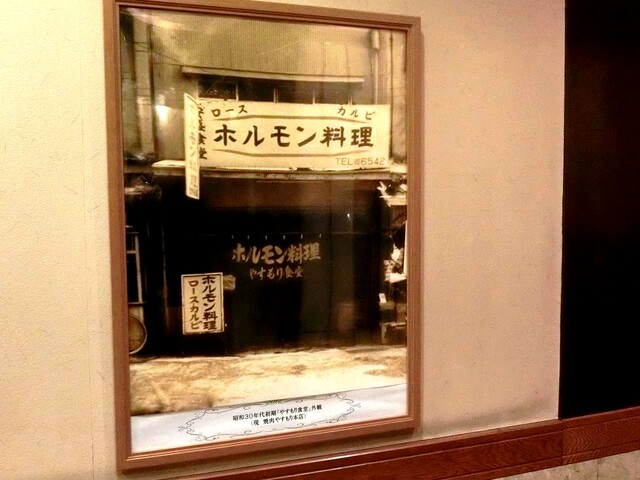 ロース カルビ
ホルモン料理
TEL 6542
ホルモン料理
やすもり食堂
ホルモン料理
ロースカルビ
昭和30年代初期「やすもり食堂」外観
(現 焼肉やすもり本店)